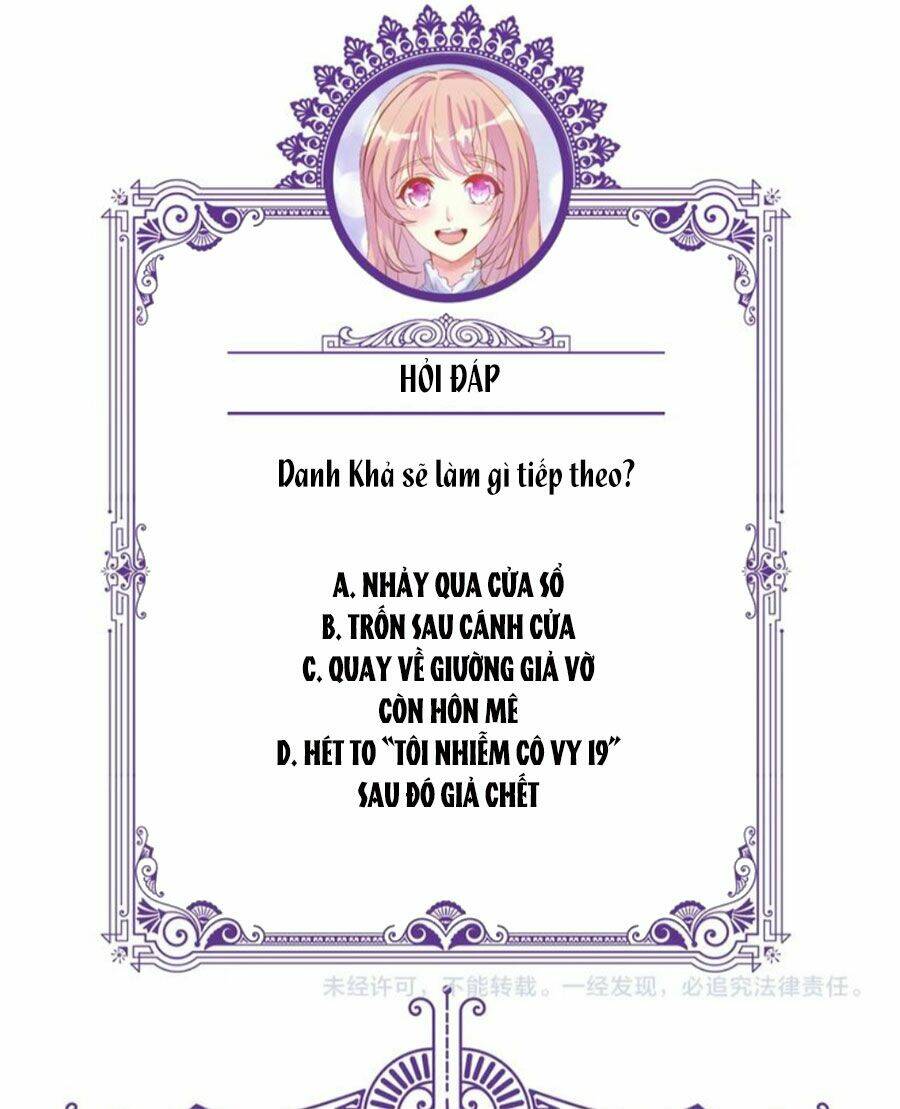 HỎI ĐÁP
Danh Khả sẽ làm gì tiếp theo?
A. NHẢY QUA CỬA SỔ
B. TRỐN SAU CÁNH CỬA
C. QUAY VỀ GIƯỜNG GIẢ VỜ
CÒN HÔN MÊ
D. HÉT TO “TÔI NHIỄM CÔ VY 19”
SAU ĐÓ GIẢ CHẾT
未经许可，不能转载。一经发现，必追究法律责任。